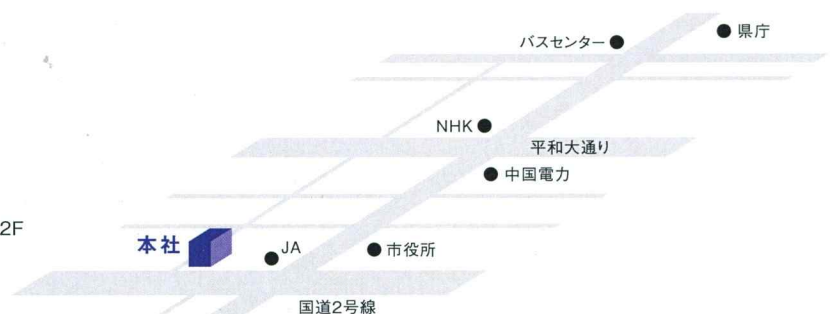 県庁
バスセンター
NHK
平和大通り
中国電力
2F
本社
JA
市役所
国道2号線